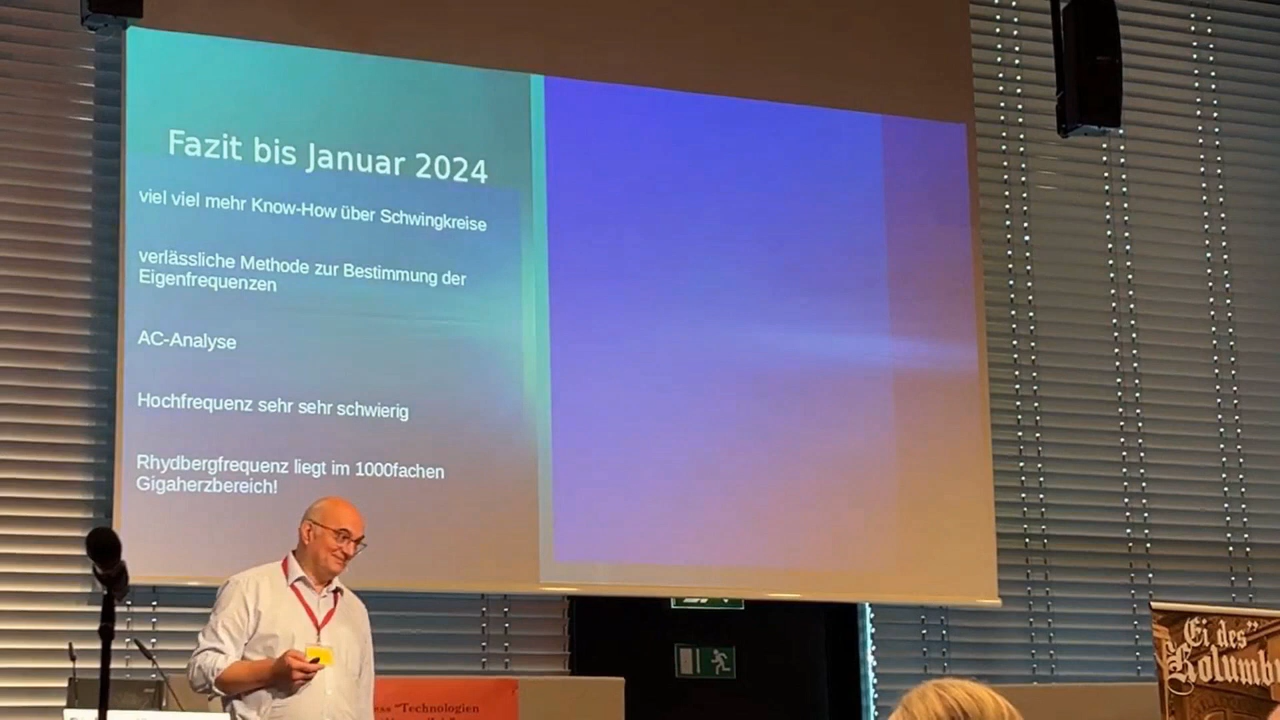 Fazit bis Januar 2024
viel viel mehr Know-How über Schwingkreise
verlässliche Methode zur Bestimmung der
Eigenfrequenzen
AC-Analyse
Hochfrequenz sehr sehr schwierig
Rhydbergfrequenz liegt im 1000fachen
Gigaherzbereich!
"Technologien
"Ei des